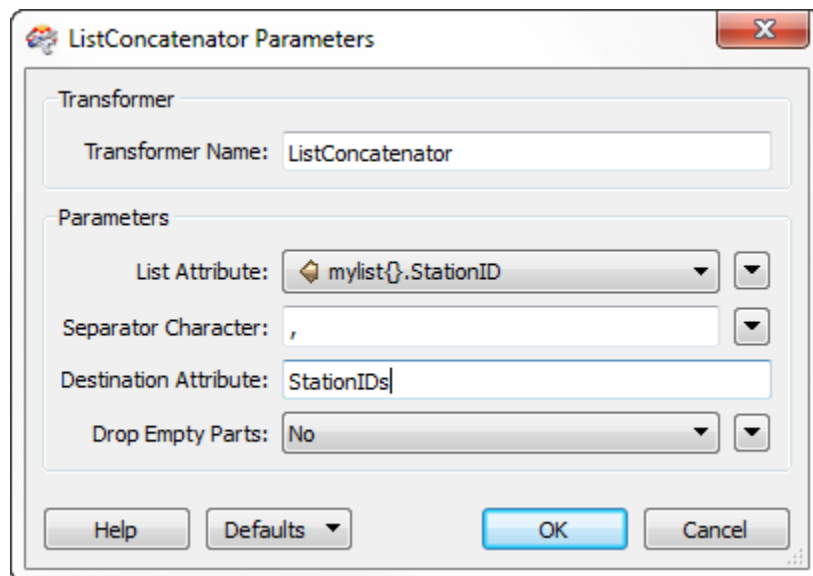 ListConcatenator Parameters
Transformer
Transformer Name: ListConcatenator
Parameters
List Attribute: mylist{}.StationID
Separator Character: ,
Destination Attribute: StationIDs
Drop Empty Parts: No
Help Defaults OK Cancel